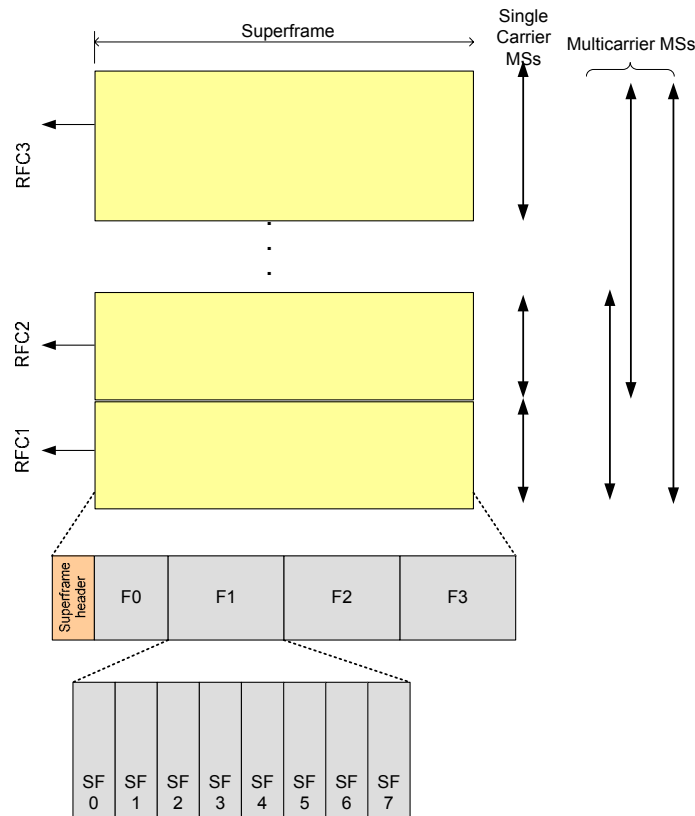 Superframe
Single
Carrier
MSs
Multicarrier MSs
RFC3
RFC2
RFC1
Superframe
header
F0
F1
F2
F3
SF
0
SF
1
SF
2
SF
3
SF
4
SF
5
SF
6
SF
7